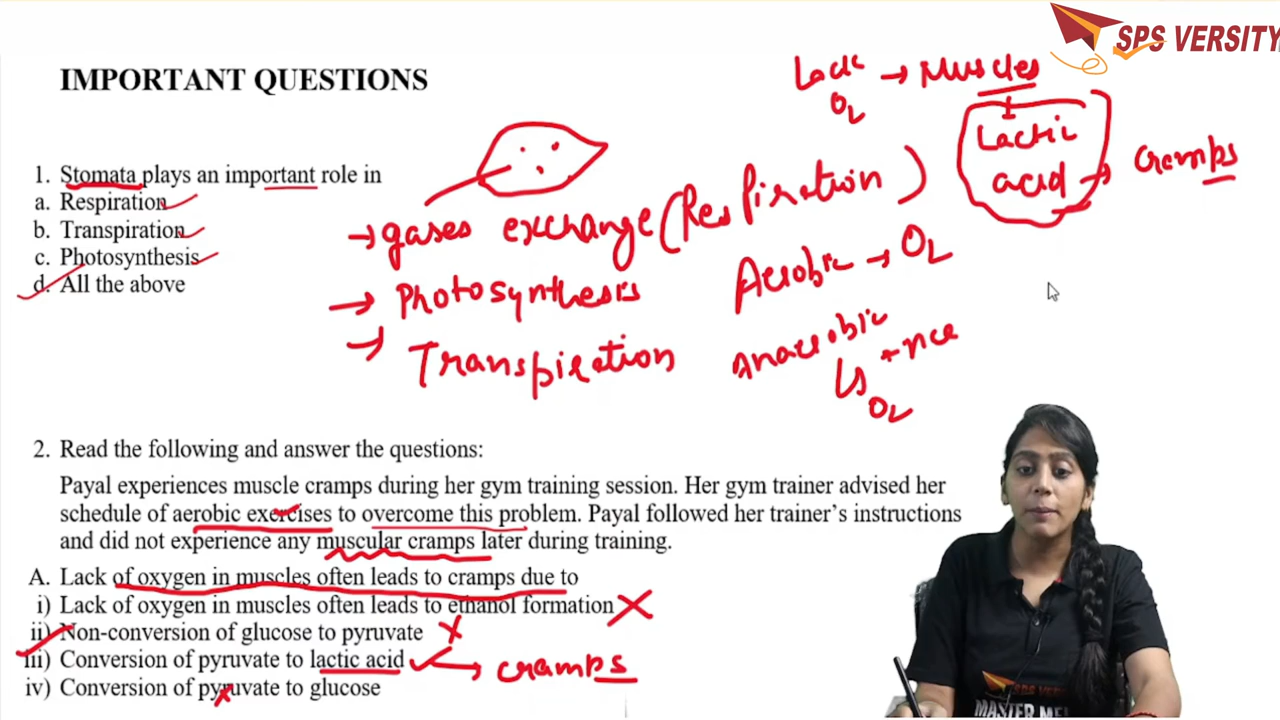 SPS VERSITY
IMPORTANT QUESTIONS
1. Stomata plays an important role in
a. Respiration
b. Transpiration
c. Photosynthesis
d. All the above
→ gases exchange (Respiration)
→ Photosynthesis
→ Transpiration
Lack → Muscles
O2
Lactic
acid → Cramps
Aerobic → O2
Anaerobic
O2
2. Read the following and answer the questions:
Payal experiences muscle cramps during her gym training session. Her gym trainer advised her
schedule of aerobic exercises to overcome this problem. Payal followed her trainer's instructions
and did not experience any muscular cramps later during training.
A. Lack of oxygen in muscles often leads to cramps due to
i) Lack of oxygen in muscles often leads to ethanol formation
ii) Non-conversion of glucose to pyruvate
iii) Conversion of pyruvate to lactic acid → cramps
iv) Conversion of pyruvate to glucose
SPS VERSITY
MASTER ME